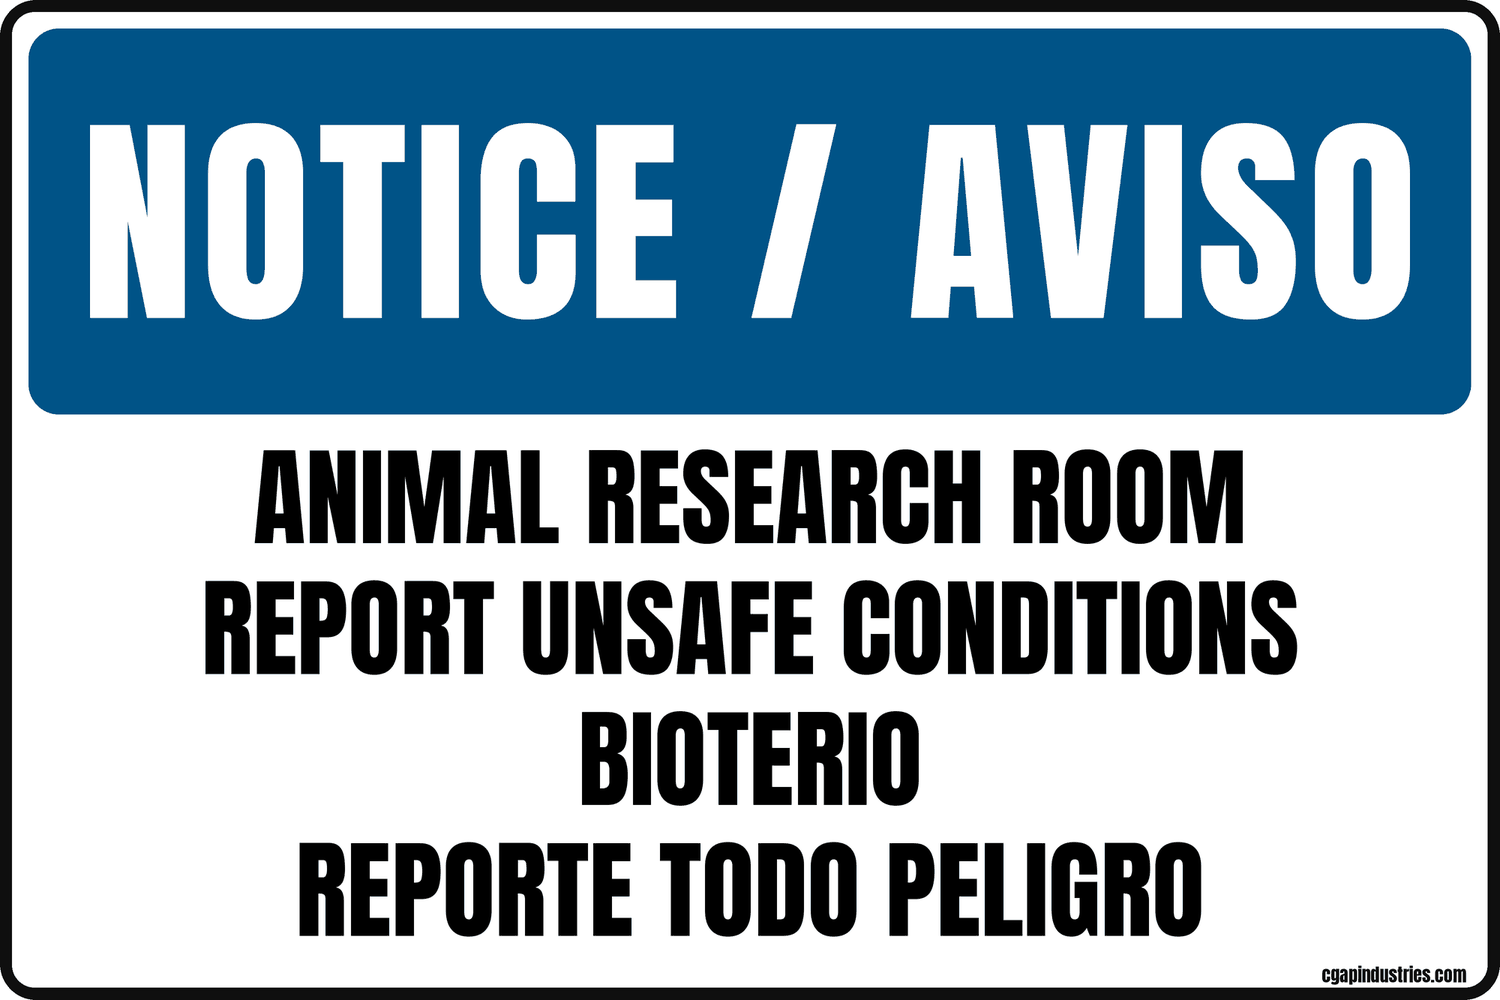 NOTICE / AVISO
ANIMAL RESEARCH ROOM
REPORT UNSAFE CONDITIONS
BIOTERIO
REPORTE TODO PELIGRO
cgapindustries.com